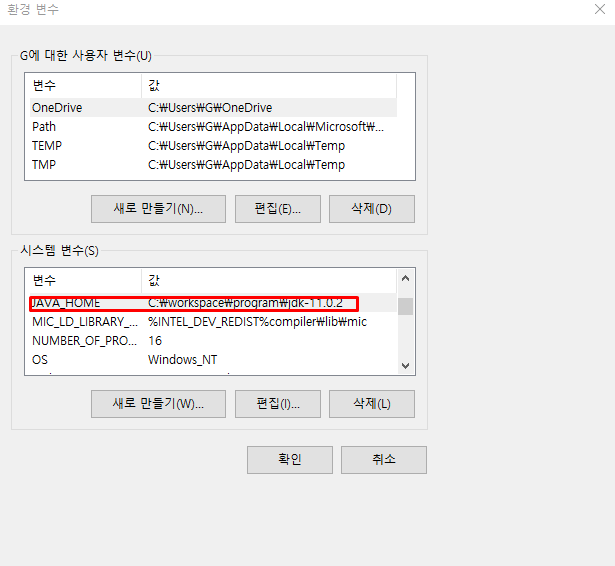 환경 변수
G에 대한 사용자 변수(U)
변수 값
OneDrive C:₩Users₩G₩OneDrive
Path C:₩Users₩G₩AppData₩Local₩Microsoft₩...
TEMP C:₩Users₩G₩AppData₩Local₩Temp
TMP C:₩Users₩G₩AppData₩Local₩Temp
새로 만들기(N)... 편집(E)... 삭제(D)
시스템 변수(S)
변수 값
JAVA_HOME C:₩workspace₩program₩jdk-11.0.2
MIC_LD_LIBRARY_... %INTEL_DEV_REDIST%compiler₩lib₩mic
NUMBER_OF_PRO... 16
OS Windows_NT
새로 만들기(W)... 편집(I)... 삭제(L)
확인 취소